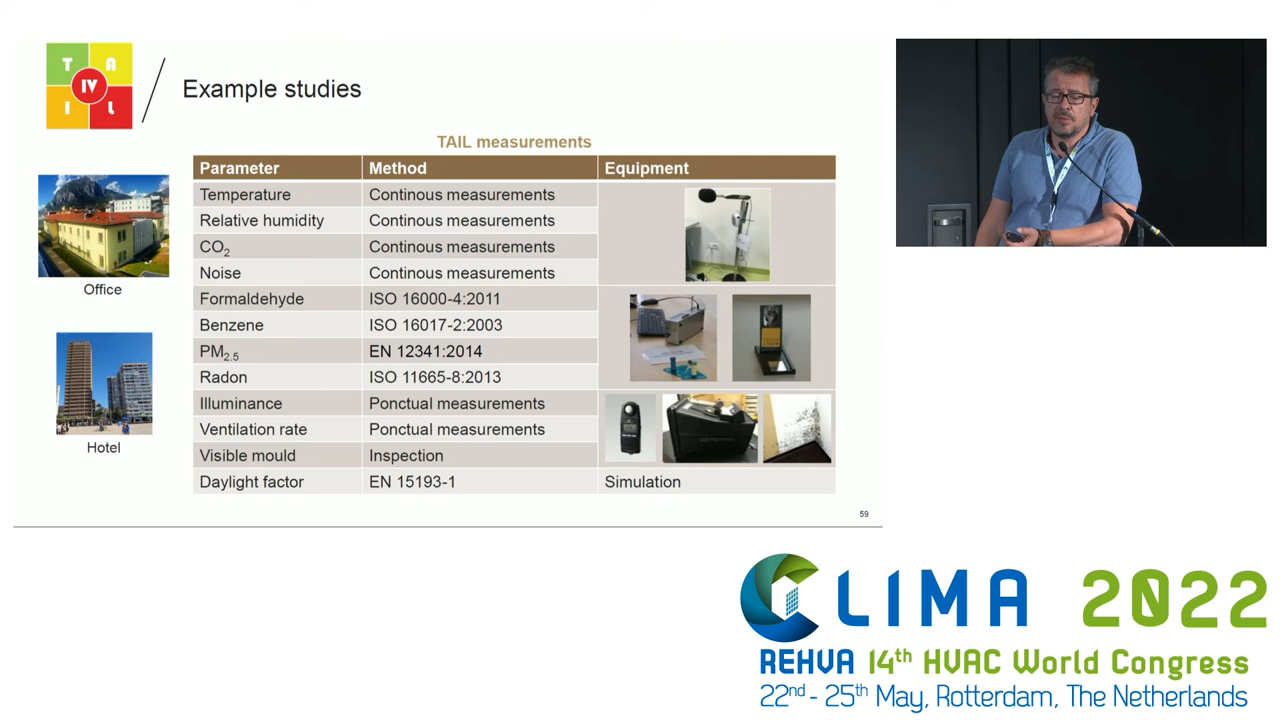 T A
IV
I L
Example studies
TAIL measurements
Parameter Method Equipment
Temperature Continous measurements
Relative humidity Continous measurements
CO2 Continous measurements
Noise Continous measurements
Formaldehyde ISO 16000-4:2011
Benzene ISO 16017-2:2003
PM2.5 EN 12341:2014
Radon ISO 11665-8:2013
Illuminance Ponctual measurements
Ventilation rate Ponctual measurements
Visible mould Inspection
Daylight factor EN 15193-1 Simulation
Office
Hotel
59
CLIMA 2022
REHVA 14th HVAC World Congress
22nd - 25th May, Rotterdam, The Netherlands